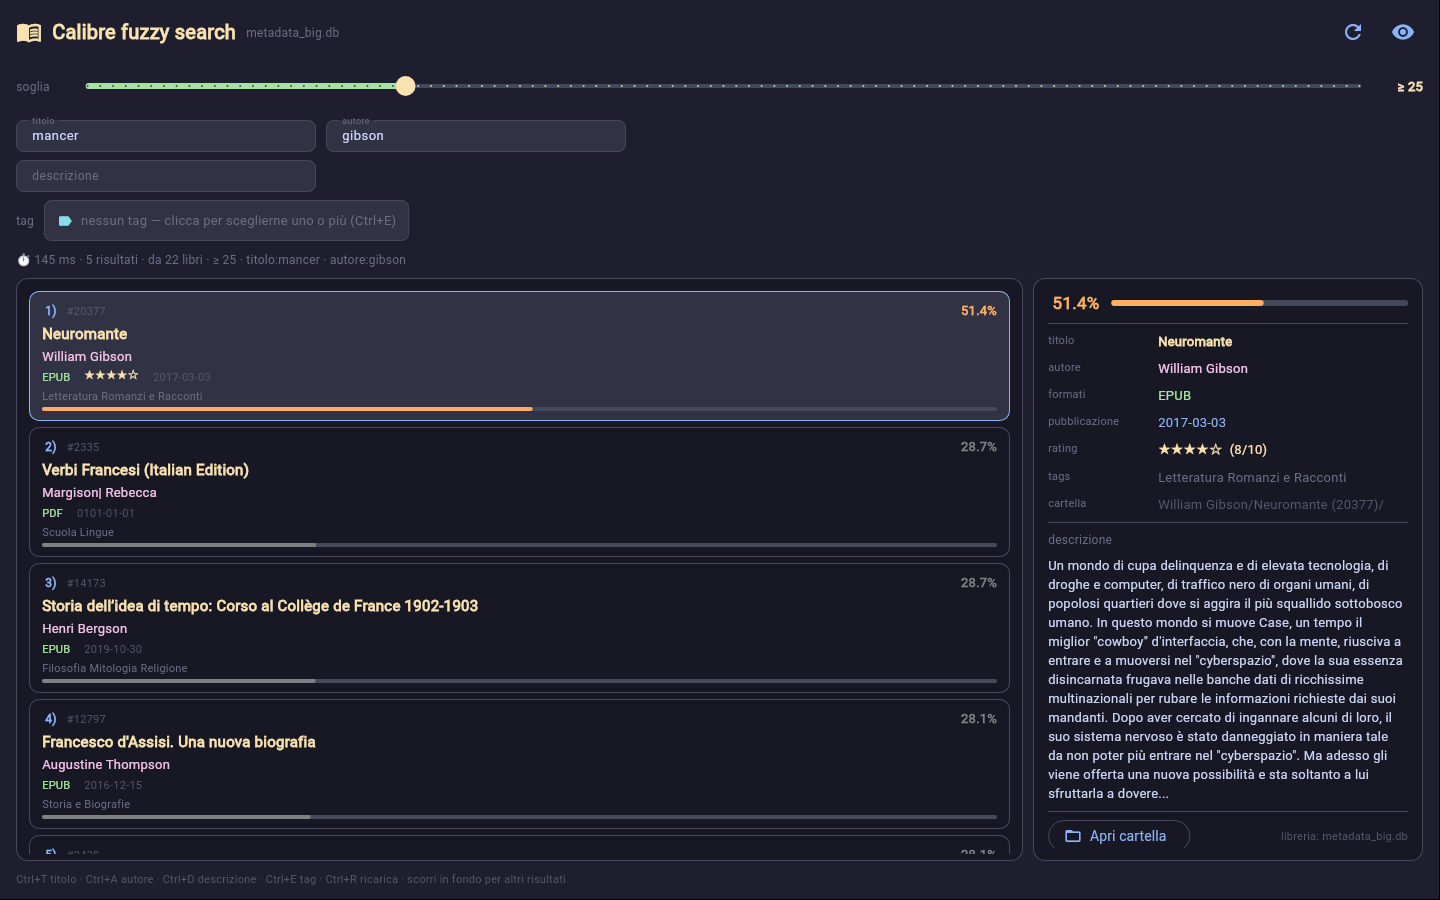 Calibre fuzzy search metadata_big.db
soglia ≥ 25
titolo autore
mancer gibson
descrizione
tag nessun tag — clicca per sceglierne uno o più (Ctrl+E)
145 ms · 5 risultati · da 22 libri · ≥ 25 · titolo:mancer · autore:gibson
1) #20377 51.4%
Neuromante
William Gibson
EPUB ★★★★☆ 2017-03-03
Letteratura Romanzi e Racconti
2) #2335 28.7%
Verbi Francesi (Italian Edition)
Margison| Rebecca
PDF 0101-01-01
Scuola Lingue
3) #14173 28.7%
Storia dell'idea di tempo: Corso al Collège de France 1902-1903
Henri Bergson
EPUB 2019-10-30
Filosofia Mitologia Religione
4) #12797 28.1%
Francesco d'Assisi. Una nuova biografia
Augustine Thompson
EPUB 2016-12-15
Storia e Biografie
5) 28.1%
51.4%
titolo Neuromante
autore William Gibson
formati EPUB
pubblicazione 2017-03-03
rating ★★★★☆ (8/10)
tags Letteratura Romanzi e Racconti
cartella William Gibson/Neuromante (20377)/
descrizione
Un mondo di cupa delinquenza e di elevata tecnologia, di
droghe e computer, di traffico nero di organi umani, di
popolosi quartieri dove si aggira il più squallido sottobosco
umano. In questo mondo si muove Case, un tempo il
miglior "cowboy" d'interfaccia, che, con la mente, riusciva a
entrare e a muoversi nel "cyberspazio", dove la sua essenza
disincarnata frugava nelle banche dati di ricchissime
multinazionali per rubare le informazioni richieste dai suoi
mandanti. Dopo aver cercato di ingannare alcuni di loro, il
suo sistema nervoso è stato danneggiato in maniera tale
da non poter più entrare nel "cyberspazio". Ma adesso gli
viene offerta una nuova possibilità e sta soltanto a lui
sfruttarla a dovere...
Apri cartella libreria: metadata_big.db
Ctrl+T titolo · Ctrl+A autore · Ctrl+D descrizione · Ctrl+E tag · Ctrl+R ricarica · scorri in fondo per altri risultati